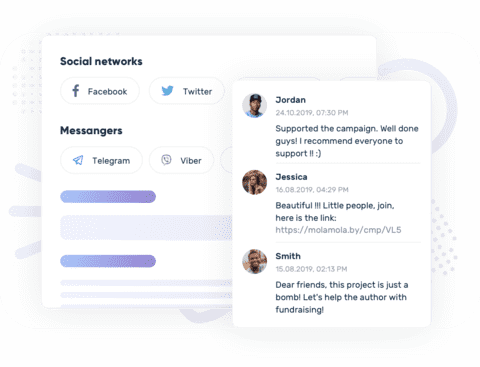 Social networks
Facebook
Twitter
Messangers
Telegram
Viber
Jordan
24.10.2019, 07:30 PM
Supported the campaign. Well done
guys! I recommend everyone to
support !! :)
Jessica
16.08.2019, 04:29 PM
Beautiful !!! Little people, join,
here is the link:
https://molamola.by/cmp/VL5
Smith
15.08.2019, 02:13 PM
Dear friends, this project is just a
bomb! Let's help the author with
fundraising!